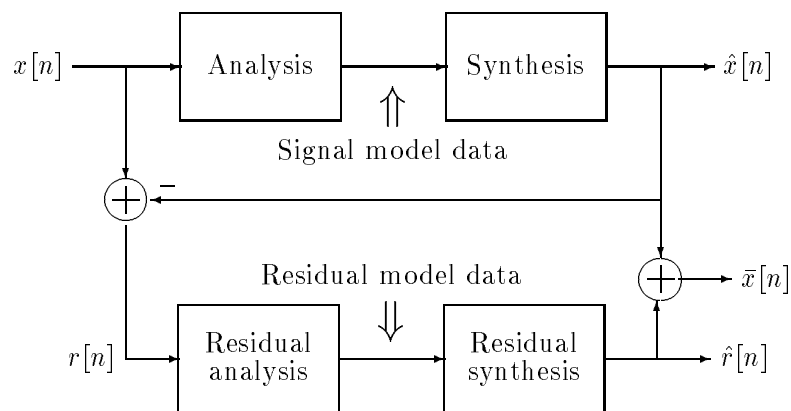 x[n]
Analysis
Synthesis
x̂[n]
Signal model data
+
−
Residual model data
+
x̄[n]
r[n]
Residual
analysis
Residual
synthesis
r̂[n]